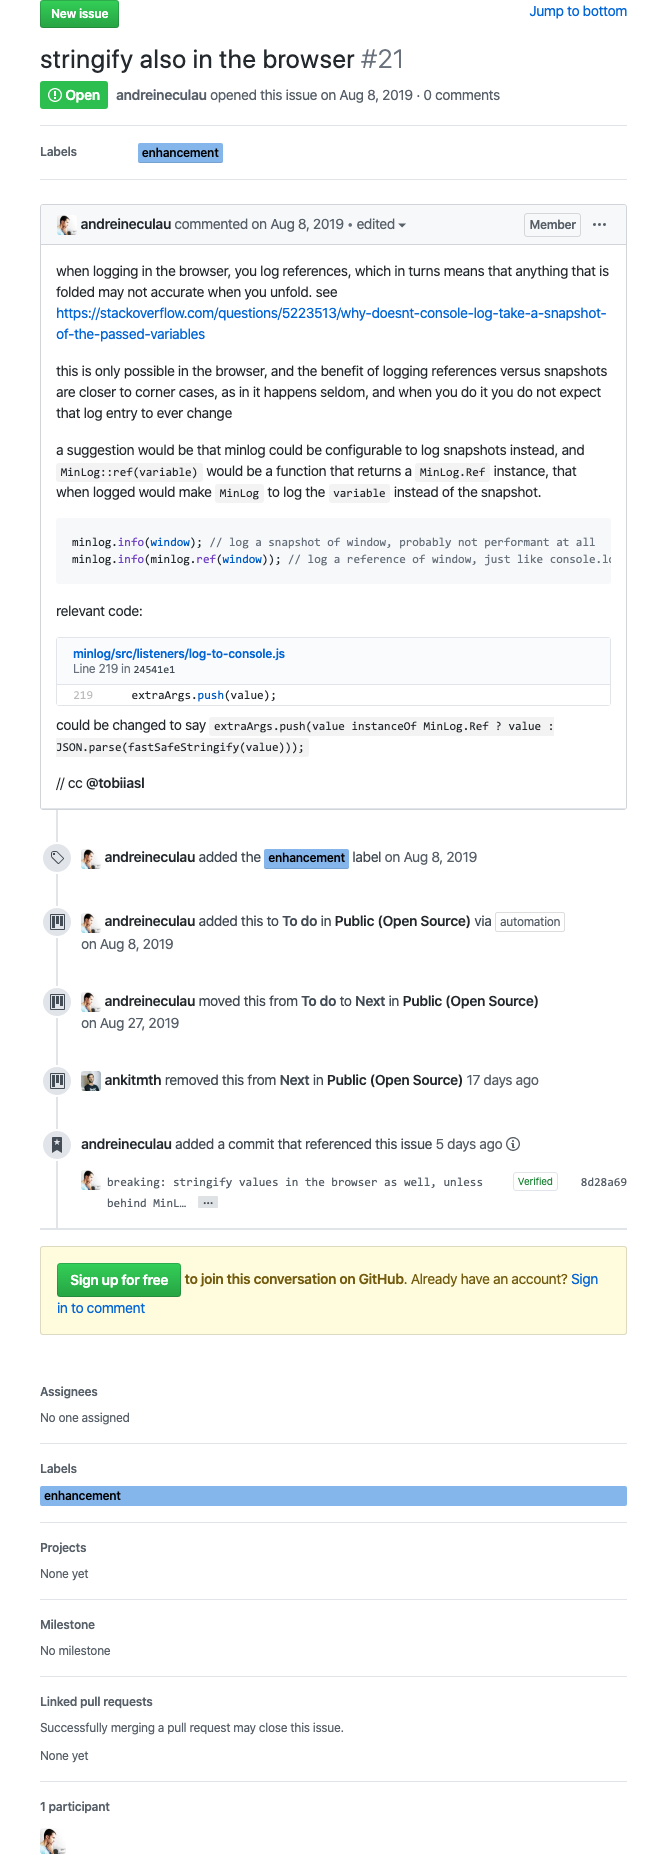 New issue
Jump to bottom
stringify also in the browser #21
Open andreineculau opened this issue on Aug 8, 2019 · 0 comments
Labels enhancement
andreineculau commented on Aug 8, 2019 • edited
Member ···
when logging in the browser, you log references, which in turns means that anything that is
folded may not accurate when you unfold. see
https://stackoverflow.com/questions/5223513/why-doesnt-console-log-take-a-snapshot-
of-the-passed-variables
this is only possible in the browser, and the benefit of logging references versus snapshots
are closer to corner cases, as in it happens seldom, and when you do it you do not expect
that log entry to ever change
a suggestion would be that minlog could be configurable to log snapshots instead, and
MinLog::ref(variable) would be a function that returns a MinLog.Ref instance, that
when logged would make MinLog to log the variable instead of the snapshot.
minlog.info(window); // log a snapshot of window, probably not performant at all
minlog.info(minlog.ref(window)); // log a reference of window, just like console.lo
relevant code:
minlog/src/listeners/log-to-console.js
Line 219 in 24541e1
219 extraArgs.push(value);
could be changed to say extraArgs.push(value instanceOf MinLog.Ref ? value :
JSON.parse(fastSafeStringify(value)));
// cc @tobiiasl
andreineculau added the enhancement label on Aug 8, 2019
andreineculau added this to To do in Public (Open Source) via automation
on Aug 8, 2019
andreineculau moved this from To do to Next in Public (Open Source)
on Aug 27, 2019
ankitmth removed this from Next in Public (Open Source) 17 days ago
andreineculau added a commit that referenced this issue 5 days ago
breaking: stringify values in the browser as well, unless Verified 8d28a69
behind MinL… …
Sign up for free to join this conversation on GitHub. Already have an account? Sign
in to comment
Assignees
No one assigned
Labels
enhancement
Projects
None yet
Milestone
No milestone
Linked pull requests
Successfully merging a pull request may close this issue.
None yet
1 participant